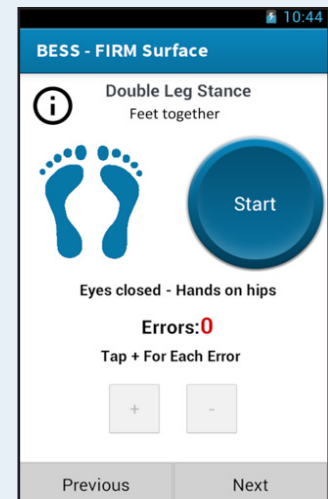 10:44
BESS - FIRM Surface
Double Leg Stance
Feet together
Start
Eyes closed - Hands on hips
Errors:0
Tap + For Each Error
+ -
Previous Next